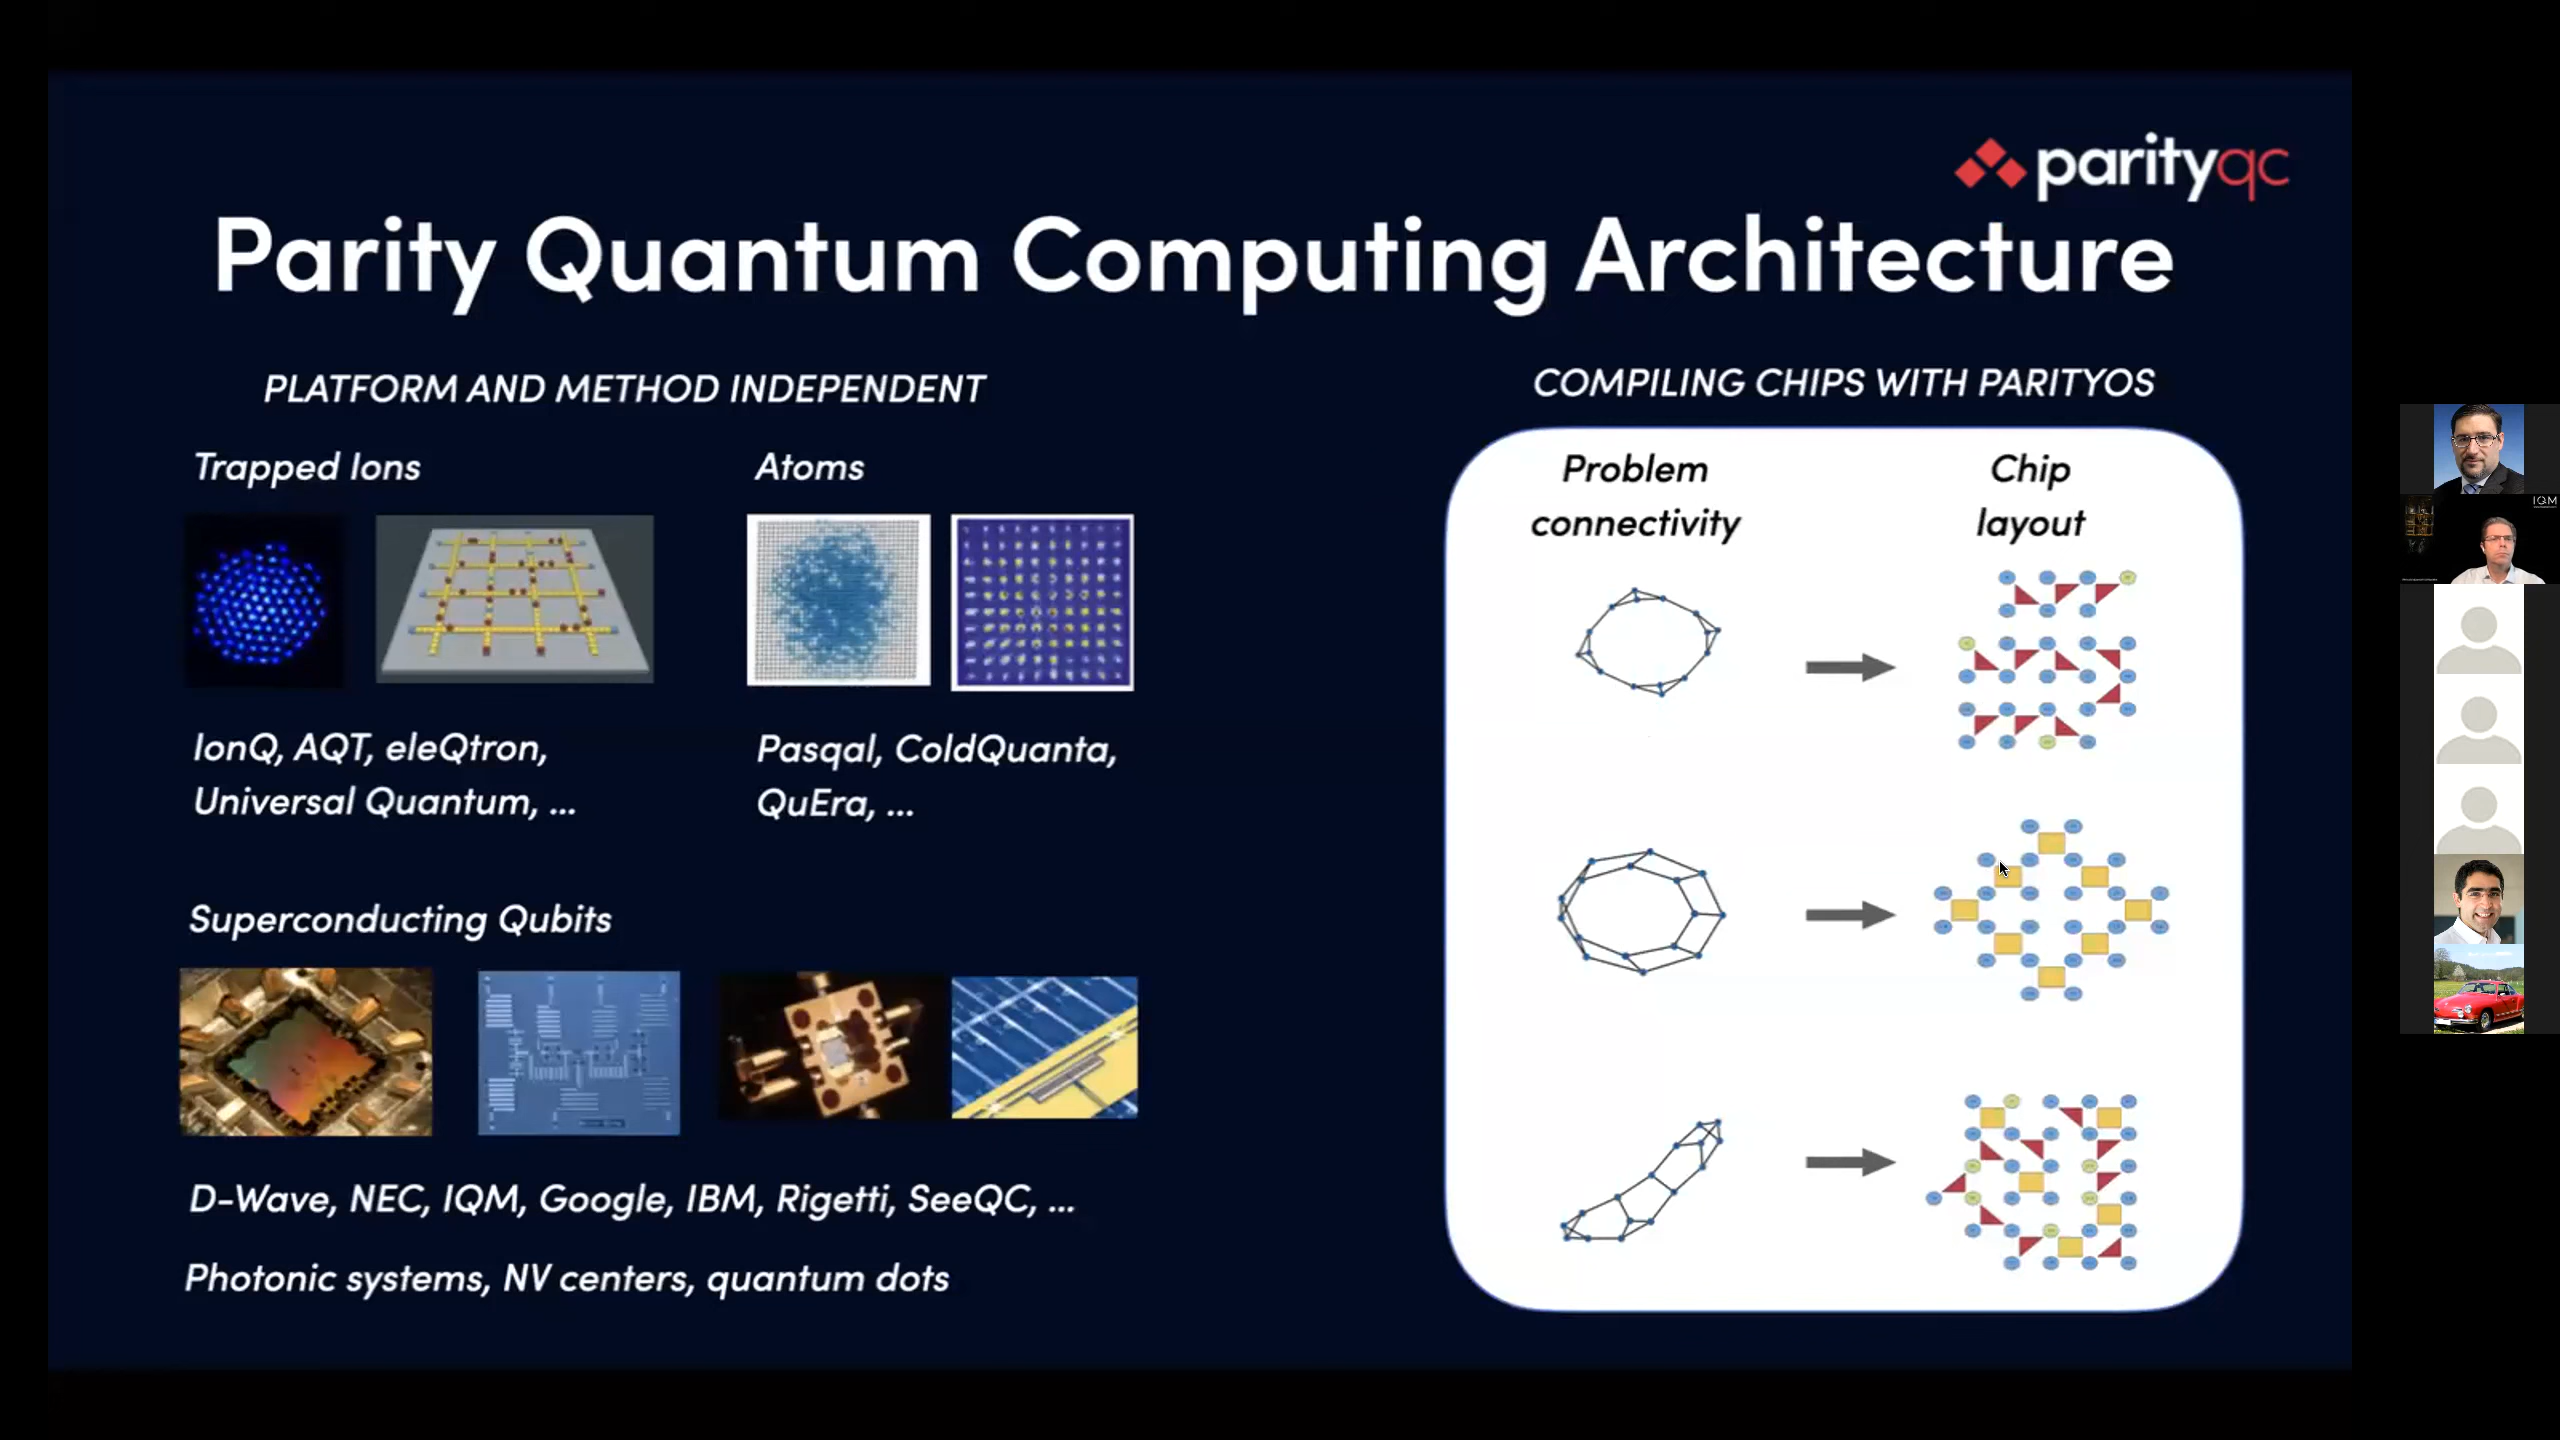 parityqc
Parity Quantum Computing Architecture
PLATFORM AND METHOD INDEPENDENT
Trapped Ions
Atoms
IonQ, AQT, eleQtron,
Universal Quantum, ...
Pasqal, ColdQuanta,
QuEra, ...
Superconducting Qubits
D-Wave, NEC, IQM, Google, IBM, Rigetti, SeeQC, ...
Photonic systems, NV centers, quantum dots
COMPILING CHIPS WITH PARITYOS
Problem
connectivity
Chip
layout
IQM